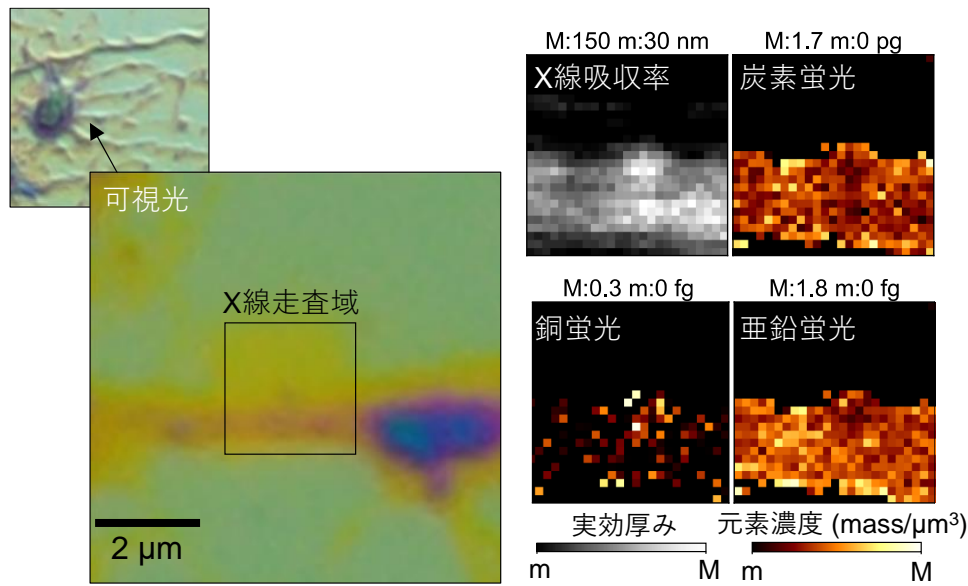 可視光
X線走査域
2 µm
M:150 m:30 nm
X線吸収率
M:1.7 m:0 pg
炭素蛍光
M:0.3 m:0 fg
銅蛍光
M:1.8 m:0 fg
亜鉛蛍光
実効厚み
m M
元素濃度 (mass/µm³)
m M